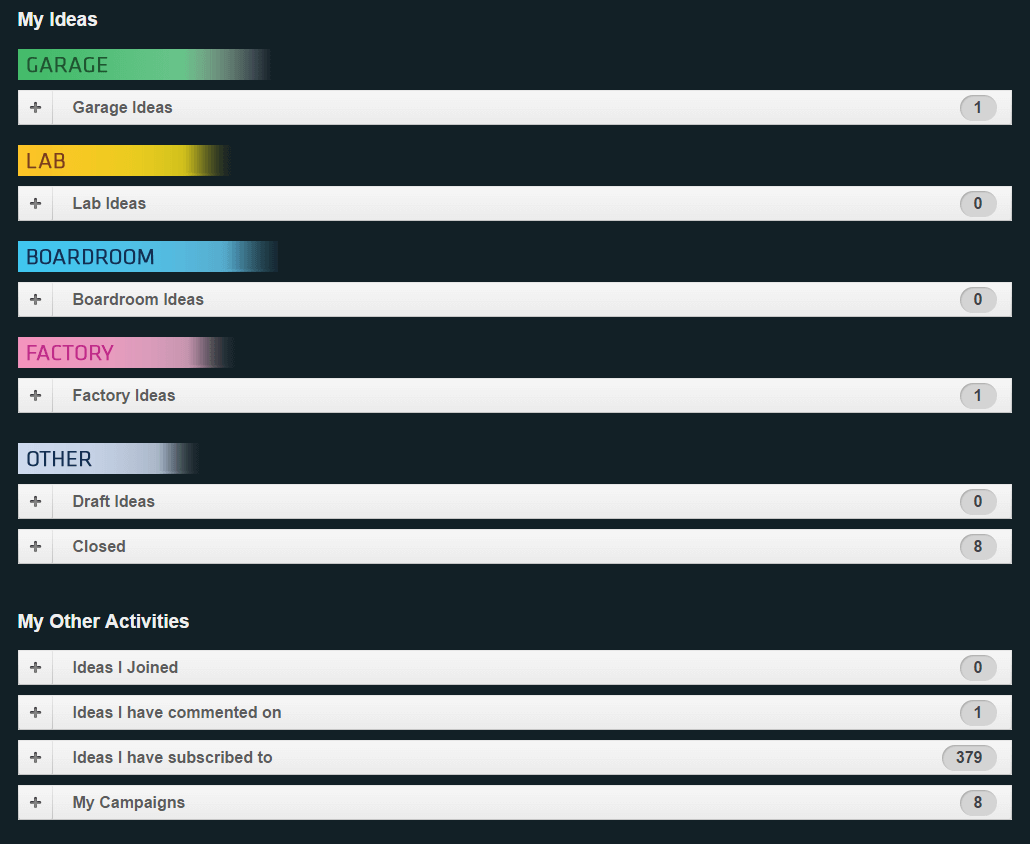 My Ideas
GARAGE
Garage Ideas 1
LAB
Lab Ideas 0
BOARDROOM
Boardroom Ideas 0
FACTORY
Factory Ideas 1
OTHER
Draft Ideas 0
Closed 8
My Other Activities
Ideas I Joined 0
Ideas I have commented on 1
Ideas I have subscribed to 379
My Campaigns 8